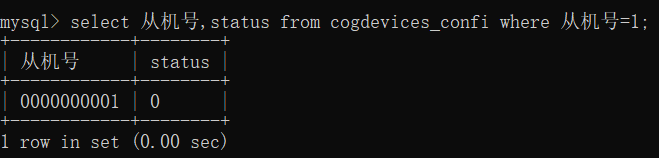 mysql> select 从机号,status from cogdevices_confi where 从机号=1;
+------------+--------+
| 从机号     | status |
+------------+--------+
| 0000000001 | 0      |
+------------+--------+
1 row in set (0.00 sec)